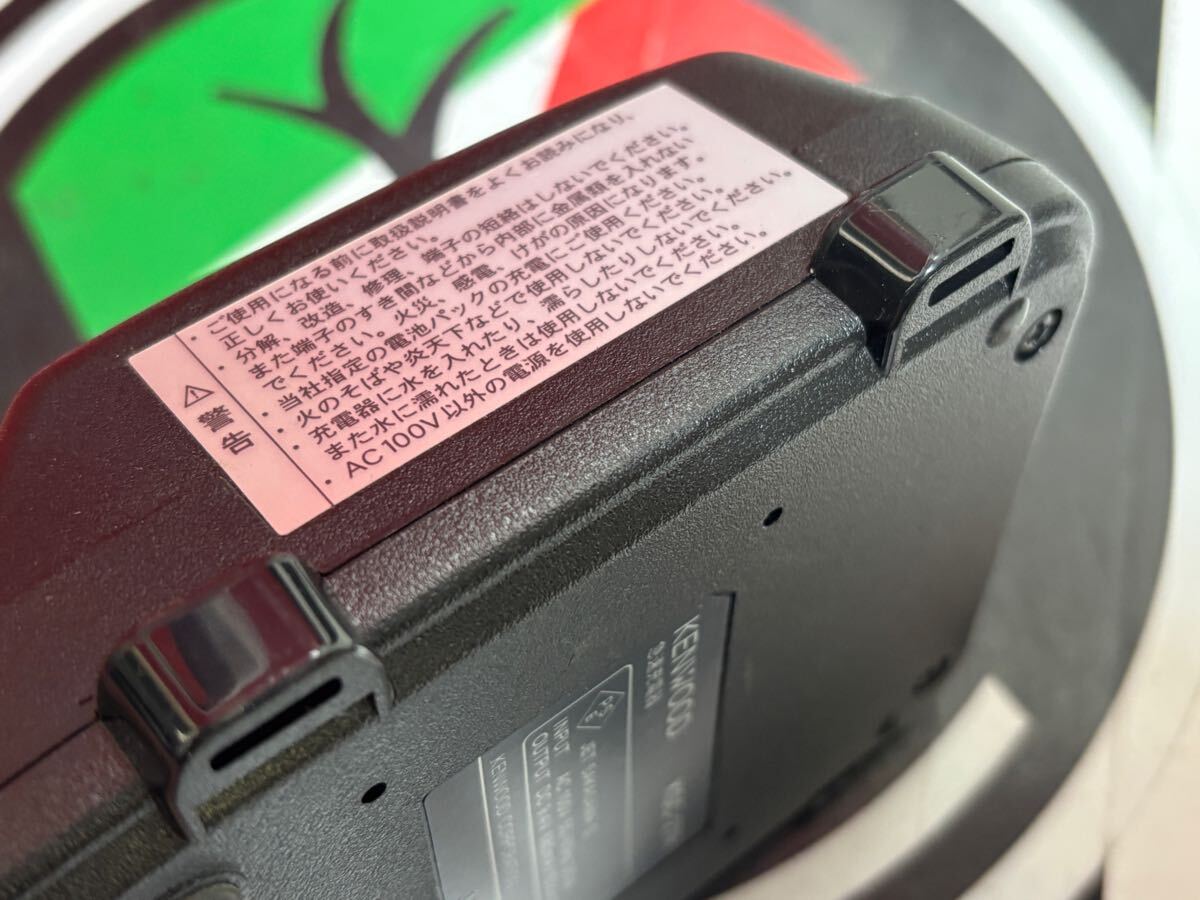 ⚠警告
・ご使用になる前に取扱説明書をよくお読みになり、
正しくお使いください。
・分解、改造、修理、端子の短絡はしないでください。
また端子のすき間などから内部に金属類を入れない
でください。火災、感電、けがの原因になります。
・当社指定の電池パックの充電にご使用ください。
・火のそばや炎天下などで使用しないでください。
・充電器に水を入れたり、濡らしたりしないでください。
また水に濡れたときは使用しないでください。
・AC100V以外の電源を使用しないでください。
KENWOOD
INPUT AC 100V
OUTPUT DC